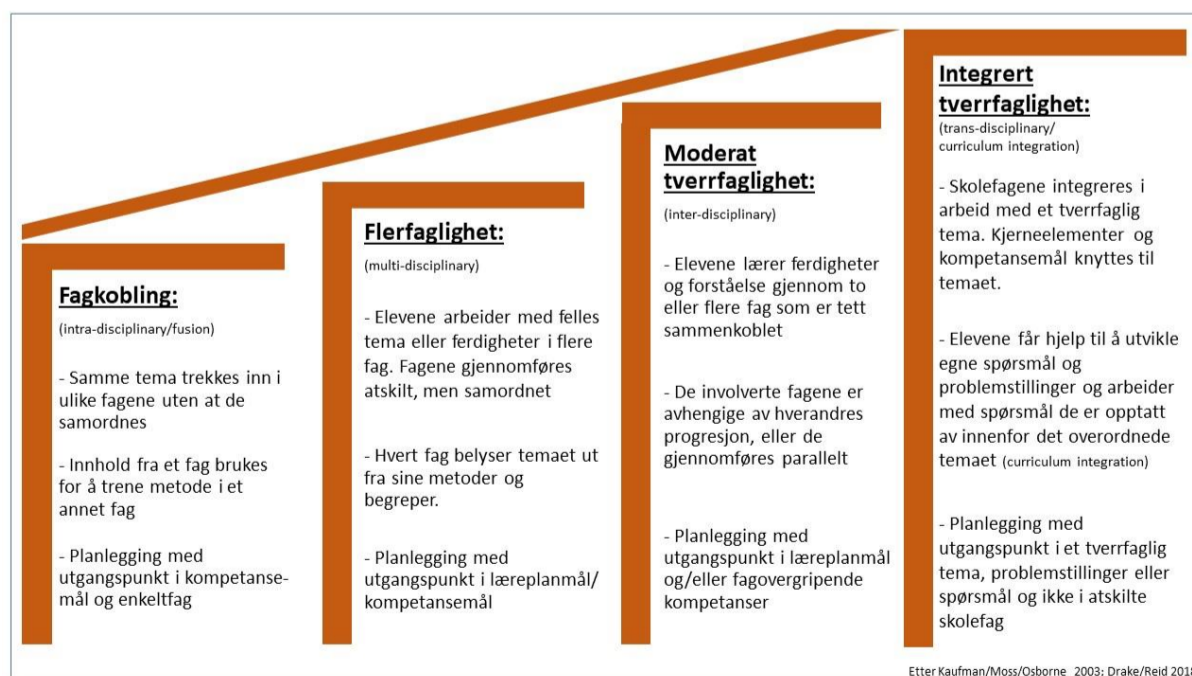 Fagkobling:
(intra-disciplinary/fusion)
- Samme tema trekkes inn i
ulike fagene uten at de
samordnes
- Innhold fra et fag brukes
for å trene metode i et
annet fag
- Planlegging med
utgangspunkt i kompetanse-
mål og enkeltfag
Flerfaglighet:
(multi-disciplinary)
- Elevene arbeider med felles
tema eller ferdigheter i flere
fag. Fagene gjennomføres
atskilt, men samordnet
- Hvert fag belyser temaet ut
fra sine metoder og
begreper.
- Planlegging med
utgangspunkt i læreplanmål/
kompetansemål
Moderat
tverrfaglighet:
(inter-disciplinary)
- Elevene lærer ferdigheter
og forståelse gjennom to
eller flere fag som er tett
sammenkoblet
- De involverte fagene er
avhengige av hverandres
progresjon, eller de
gjennomføres parallelt
- Planlegging med
utgangspunkt i læreplanmål
og/eller fagovergripende
kompetanser
Integrert
tverrfaglighet:
(trans-disciplinary/
curriculum integration)
- Skolefagene integreres i
arbeid med et tverrfaglig
tema. Kjerneelementer og
kompetansemål knyttes til
temaet.
- Elevene får hjelp til å utvikle
egne spørsmål og
problemstillinger og arbeider
med spørsmål de er opptatt
av innenfor det overordnede
temaet (curriculum integration)
- Planlegging med
utgangspunkt i et tverrfaglig
tema, problemstillinger eller
spørsmål og ikke i atskilte
skolefag
Etter Kaufman/Moss/Osborne 2003; Drake/Reid 2018